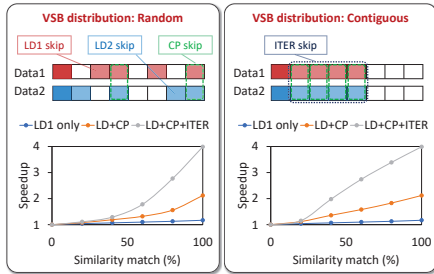 VSB distribution: Random
LD1 skip
LD2 skip
CP skip
Data1
Data2
LD1 only
LD+CP
LD+CP+ITER
4
3
2
1
Speedup
0
50
100
Similarity match (%)
VSB distribution: Contiguous
ITER skip
Data1
Data2
LD1 only
LD+CP
LD+CP+ITER
4
3
2
1
Speedup
0
50
100
Similarity match (%)